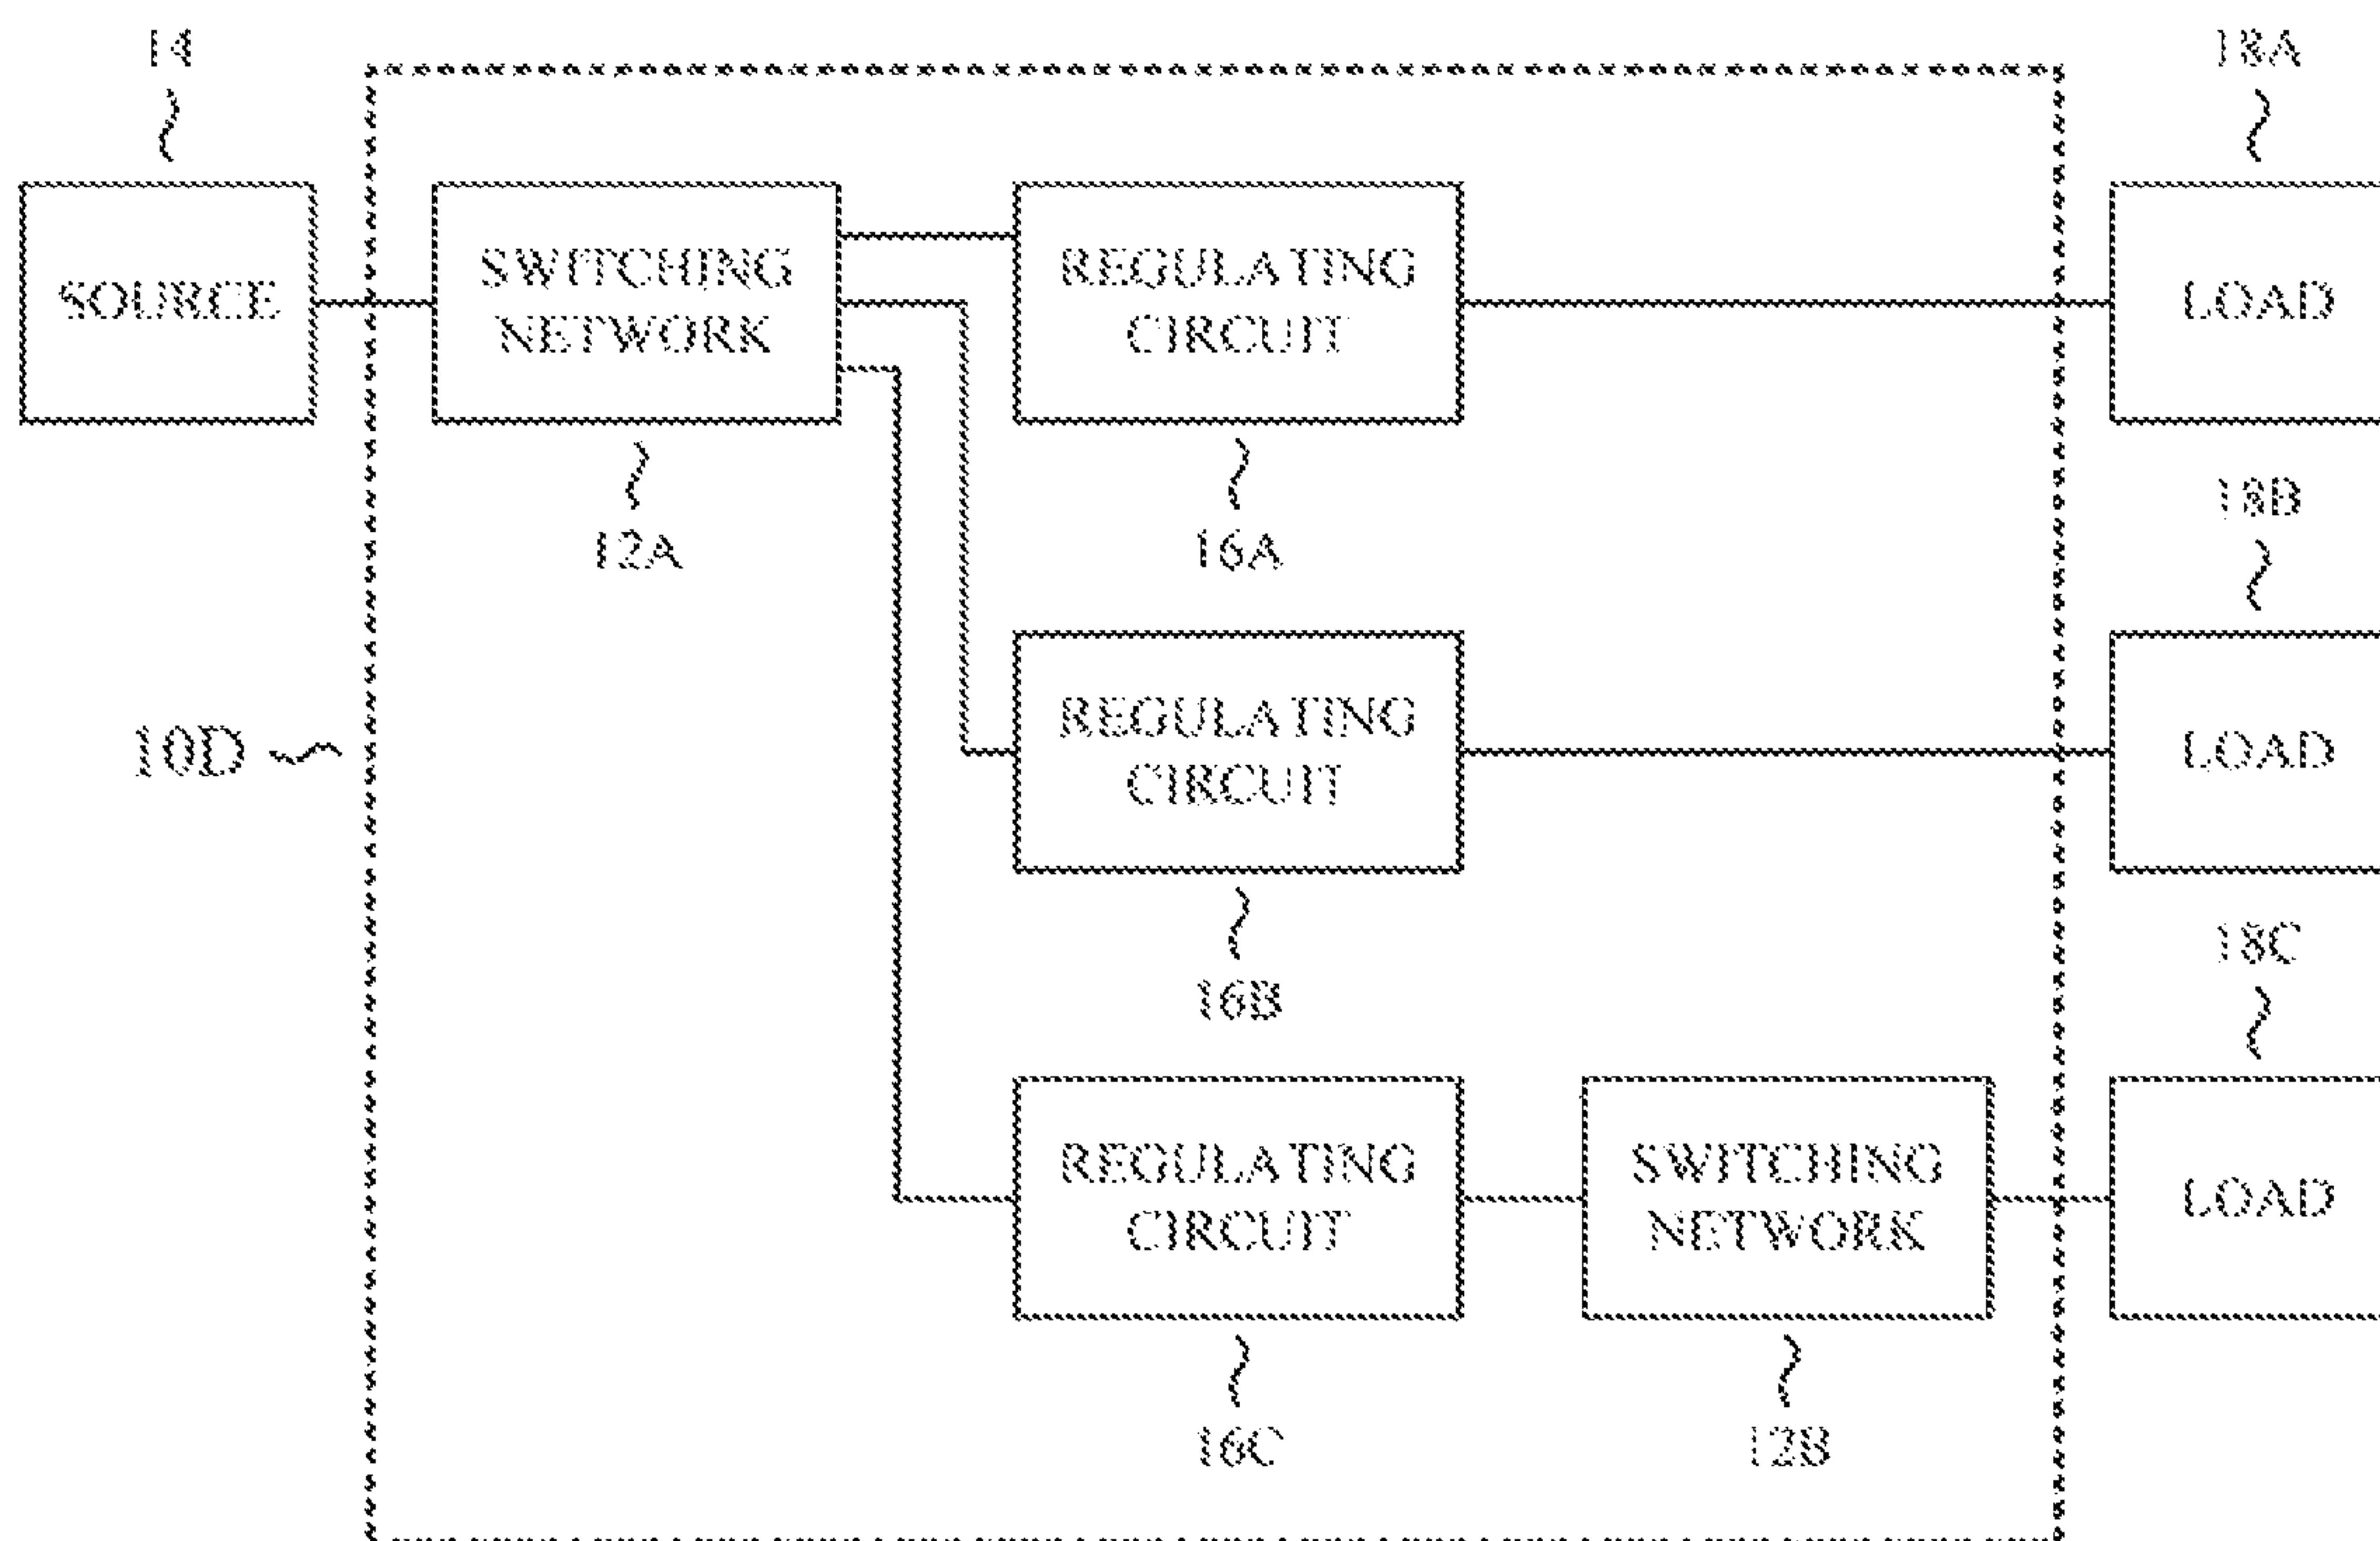 14
18A
SOURCE
SWITCHING
NETWORK
REGULATING
CIRCUIT
LOAD
12A
16A
18B
10D
REGULATING
CIRCUIT
LOAD
16B
18C
REGULATING
CIRCUIT
SWITCHING
NETWORK
LOAD
16C
12B